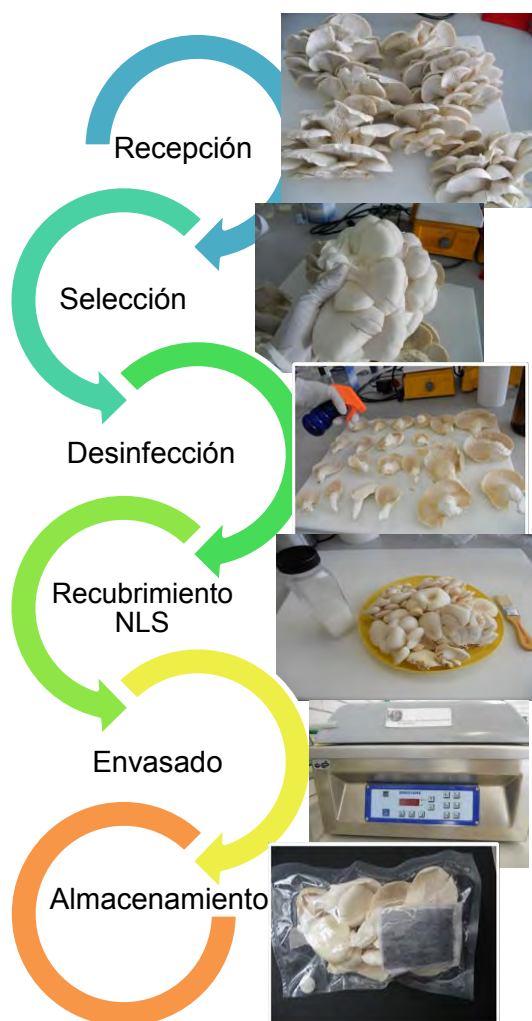 Recepción
Selección
Desinfección
Recubrimiento
NLS
Envasado
Almacenamiento